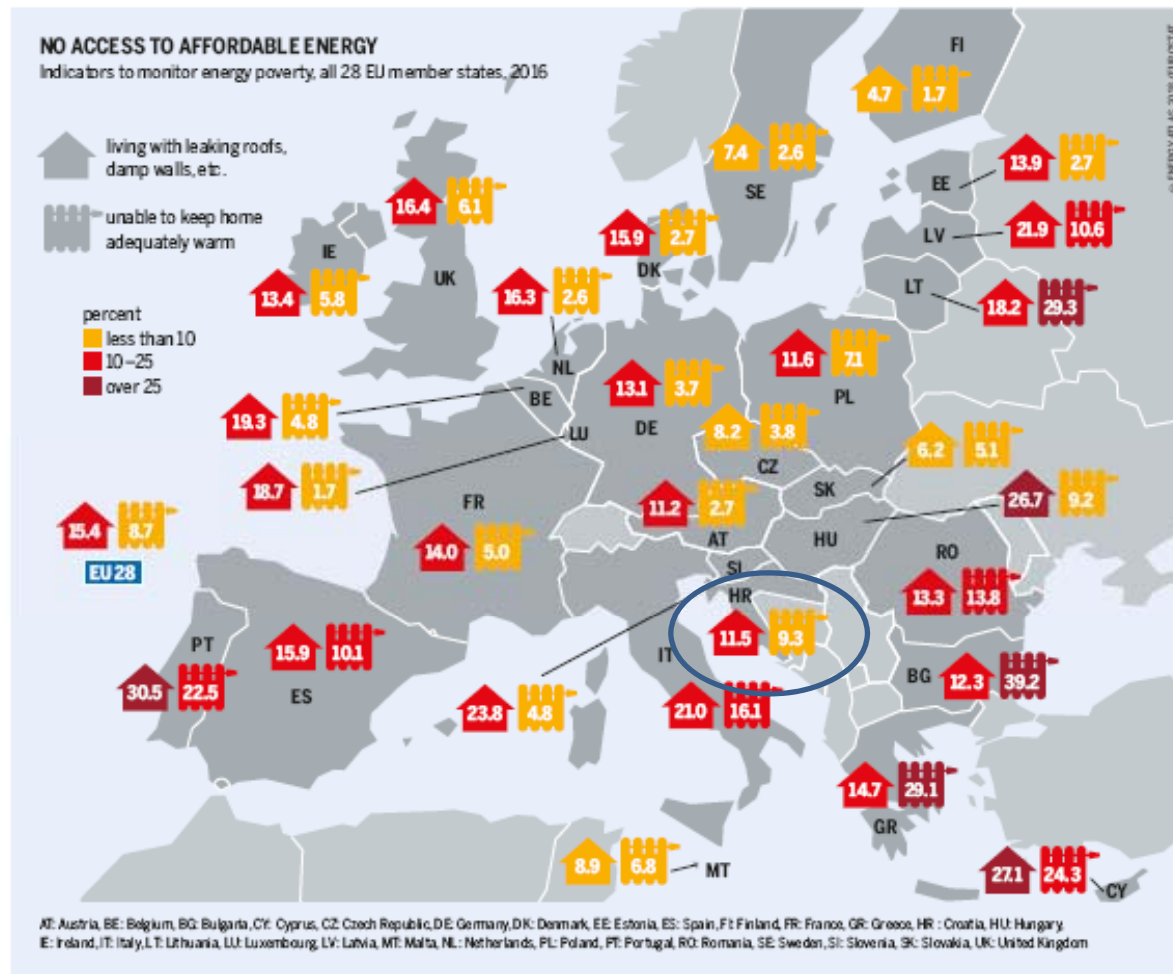 NO ACCESS TO AFFORDABLE ENERGY
Indicators to monitor energy poverty, all 28 EU member states, 2016
living with leaking roofs,
damp walls, etc.
unable to keep home
adequately warm
percent
less than 10
10–25
over 25
FI
4.7 1.7
7.4 2.6
SE
13.9 2.7
EE
21.9 10.6
LV
18.2 29.3
LT
16.4 6.1
UK
IE
13.4 5.8
15.9 2.7
DK
16.3 2.6
NL
19.3 4.8
BE
18.7 1.7
LU
13.1 3.7
DE
11.6 7.1
PL
8.2 3.8
CZ
6.2 5.1
SK
26.7 9.2
HU
11.2 2.7
AT
14.0 5.0
FR
15.4 8.7
EU 28
SI
HR
11.5 9.3
RO
13.3 13.8
PT
30.5 22.5
15.9 10.1
ES
23.8 4.8
IT
21.0 16.1
BG
12.3 39.2
14.7 29.1
GR
8.9 6.8
MT
27.1 24.3
CY
AT: Austria, BE: Belgium, BG: Bulgaria, CY: Cyprus, CZ: Czech Republic, DE: Germany, DK: Denmark, EE: Estonia, ES: Spain, FI: Finland, FR: France, GR: Greece, HR : Croatia, HU: Hungary,
IE: Ireland, IT: Italy, LT: Lithuania, LU: Luxembourg, LV: Latvia, MT: Malta, NL: Netherlands, PL: Poland, PT: Portugal, RO: Romania, SE: Sweden, SI: Slovenia, SK: Slovakia, UK: United Kingdom